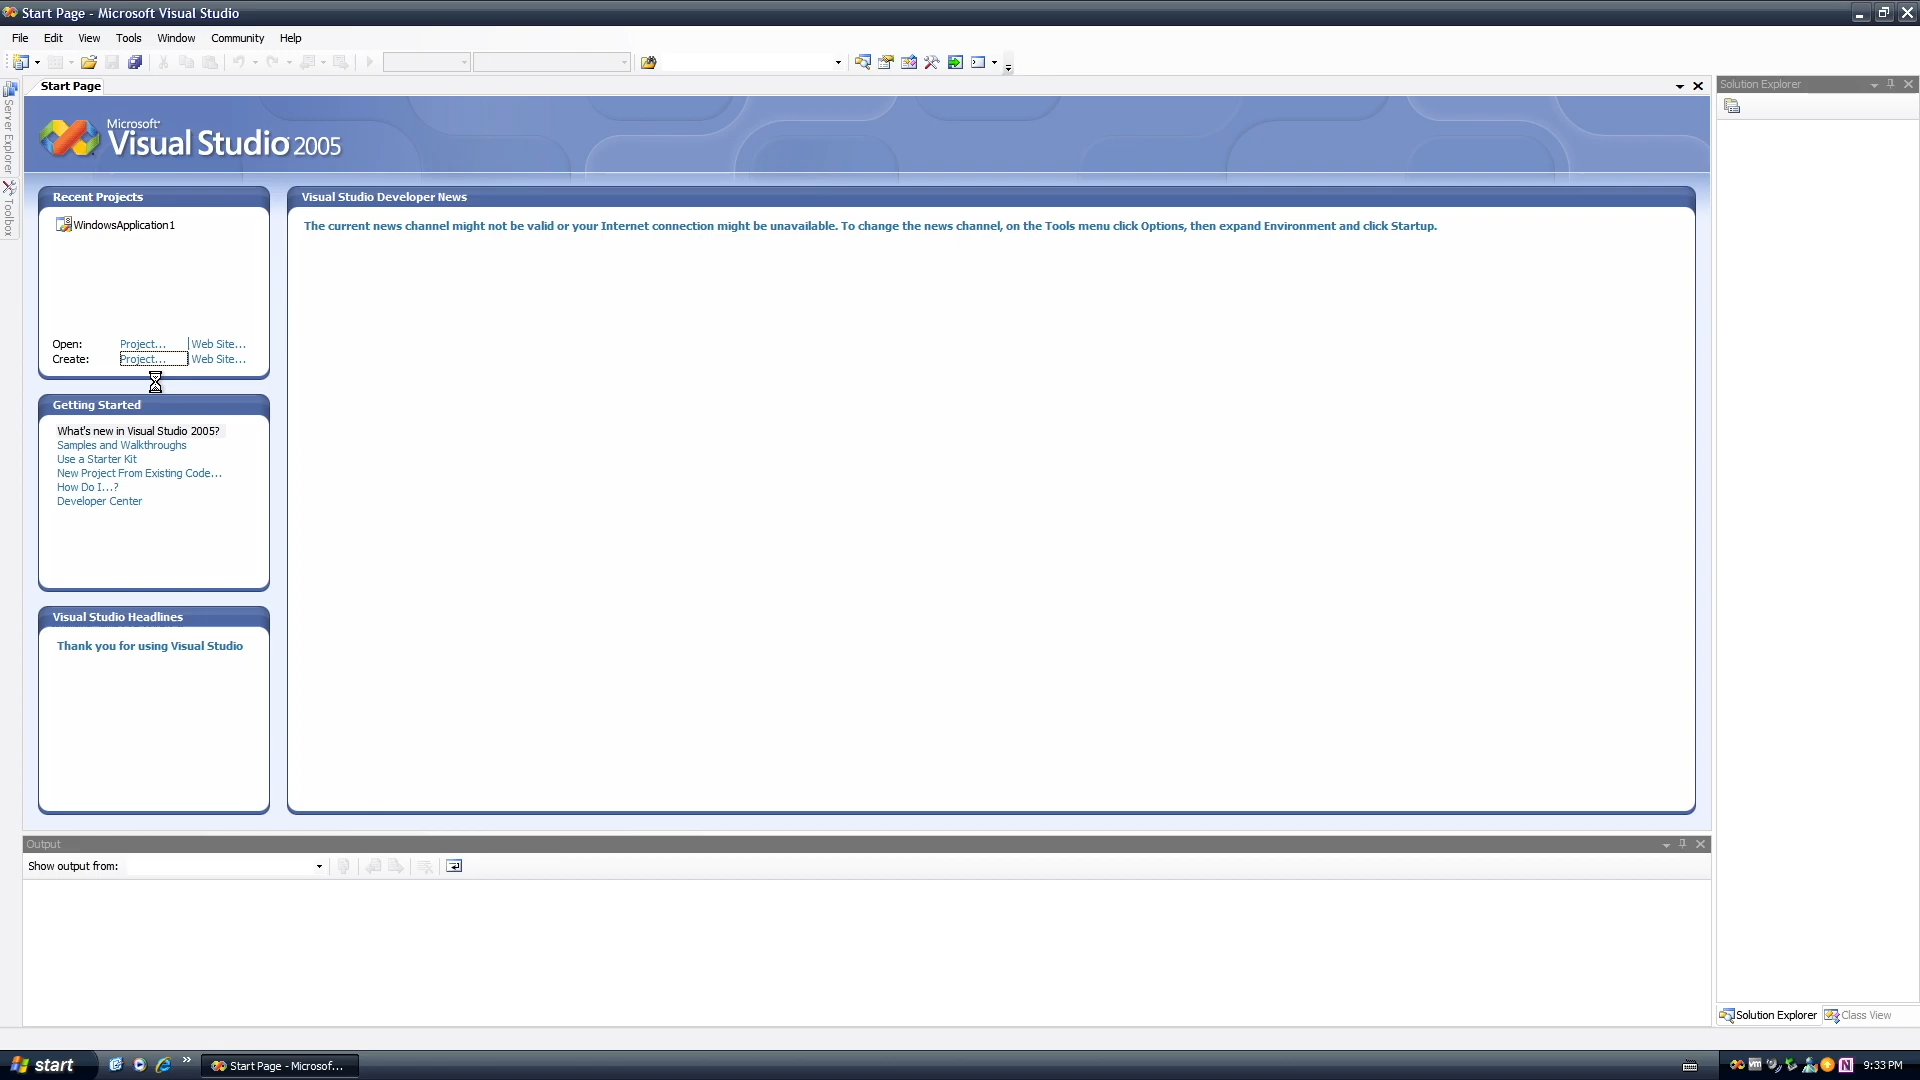 Start Page - Microsoft Visual Studio
File Edit View Tools Window Community Help
Start Page
Solution Explorer
Server Explorer
Toolbox
Microsoft
Visual Studio 2005
Recent Projects
WindowsApplication1
Open: Project... Web Site...
Create: Project... Web Site...
Getting Started
What's new in Visual Studio 2005?
Samples and Walkthroughs
Use a Starter Kit
New Project From Existing Code...
How Do I...?
Developer Center
Visual Studio Headlines
Thank you for using Visual Studio
Visual Studio Developer News
The current news channel might not be valid or your Internet connection might be unavailable. To change the news channel, on the Tools menu click Options, then expand Environment and click Startup.
Output
Show output from:
Solution Explorer Class View
start
Start Page - Microsof...
9:33 PM